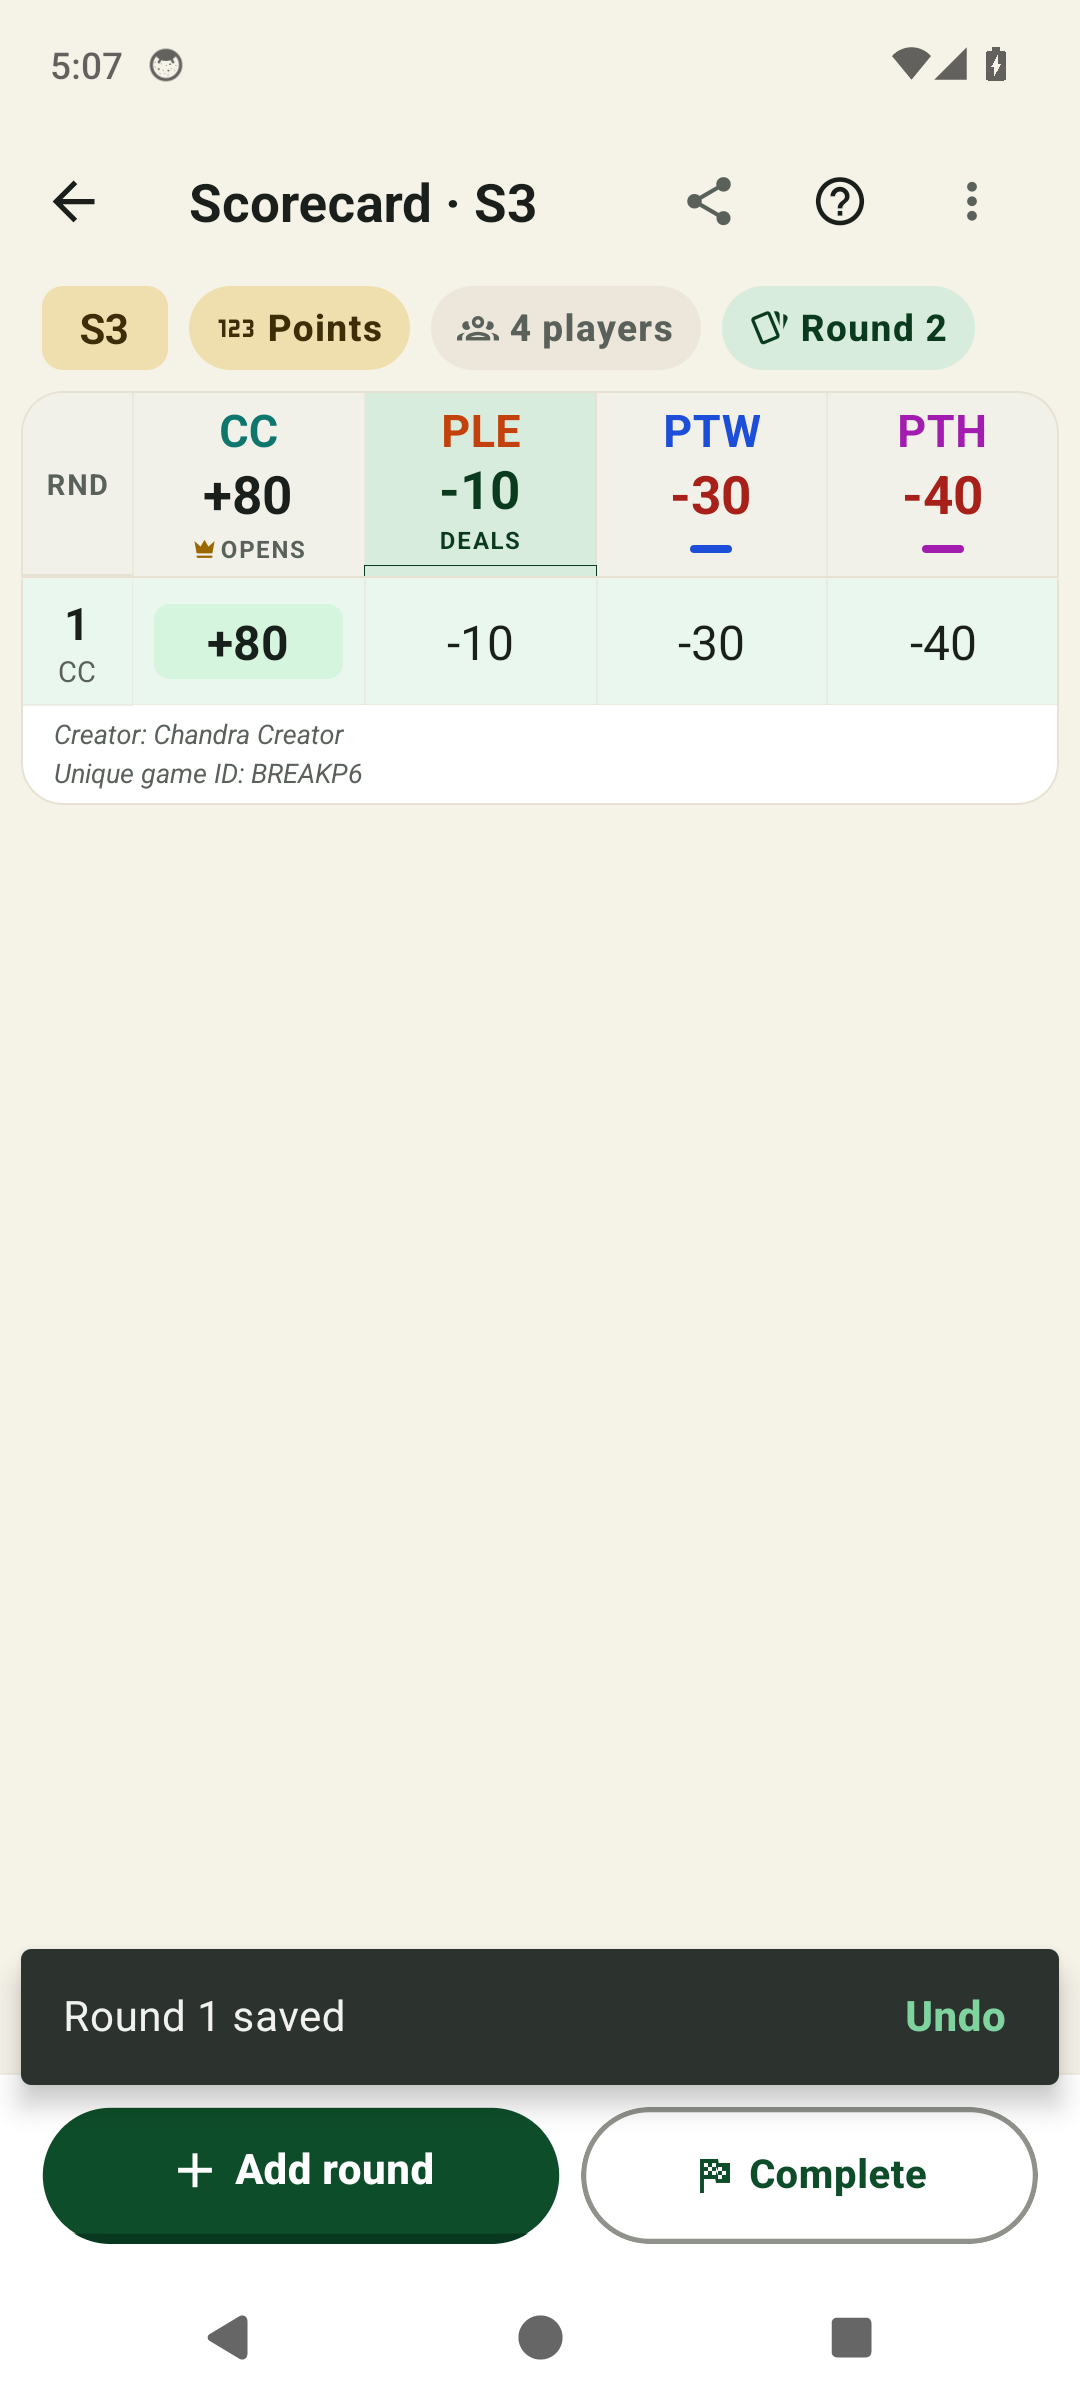 5:07
Scorecard · S3
S3
123 Points
4 players
Round 2
RND
CC
PLE
PTW
PTH
+80
-10
-30
-40
OPENS
DEALS
1
CC
+80
-10
-30
-40
Creator: Chandra Creator
Unique game ID: BREAKP6
Round 1 saved
Undo
Add round
Complete